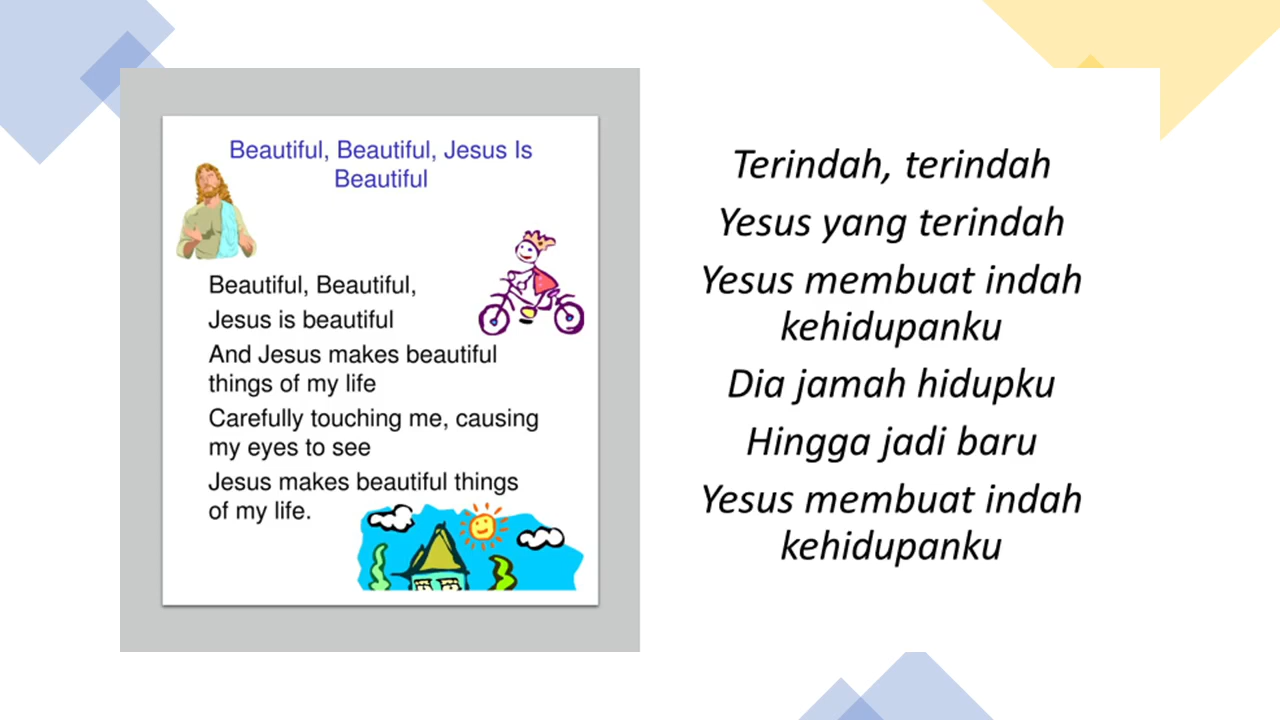 Beautiful, Beautiful, Jesus Is
Beautiful
Beautiful, Beautiful,
Jesus is beautiful
And Jesus makes beautiful
things of my life
Carefully touching me, causing
my eyes to see
Jesus makes beautiful things
of my life.
Terindah, terindah
Yesus yang terindah
Yesus membuat indah
kehidupanku
Dia jamah hidupku
Hingga jadi baru
Yesus membuat indah
kehidupanku